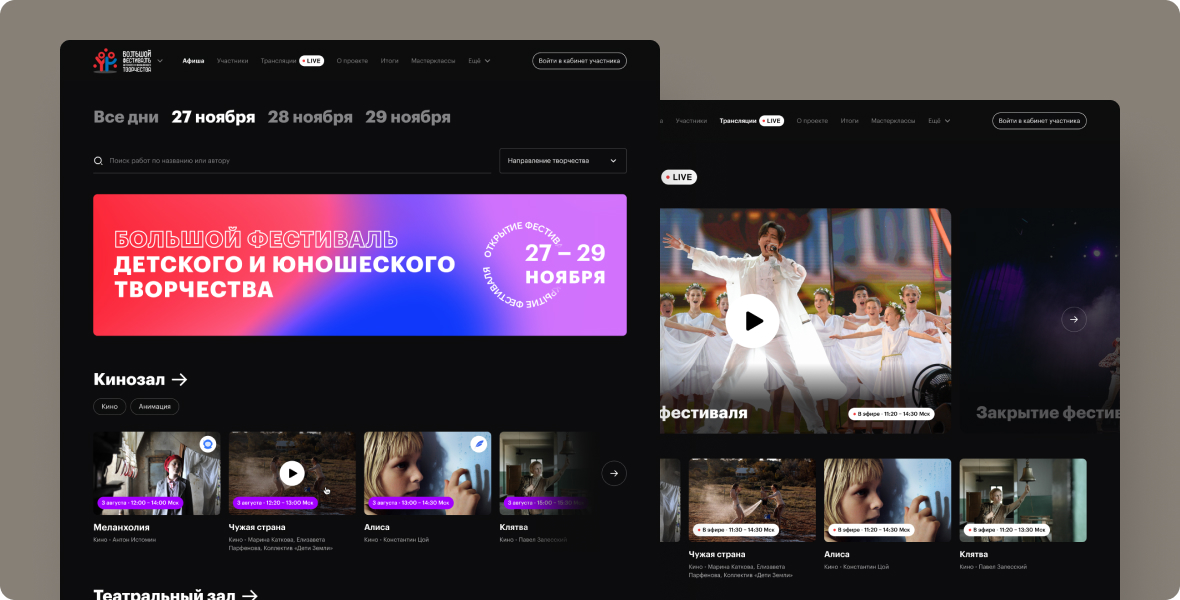 БОЛЬШОЙ
ФЕСТИВАЛЬ
ТВОРЧЕСТВА
Афиша
Участники
Трансляции
LIVE
О проекте
Итоги
Мастерклассы
Ещё
Войти в кабинет участника
Все дни
27 ноября
28 ноября
29 ноября
Поиск работ по названию или автору
Направление творчества
БОЛЬШОЙ ФЕСТИВАЛЬ
ДЕТСКОГО И ЮНОШЕСКОГО
ТВОРЧЕСТВА
ОТКРЫТИЕ ФЕСТИВ
РЫТИЕ ФЕСТИВАЛЯ
27 – 29
НОЯБРЯ
Кинозал →
Кино
Анимация
3 августа · 12:00 – 14:00 Мск
3 августа · 12:20 – 13:00 Мск
3 августа · 13:00 – 14:30 Мск
3 августа · 15:00
Меланхолия
Кино · Антон Истонин
Чужая страна
Кино · Марина Каткова, Елизавета
Парфенова, Коллектив «Дети Земли»
Алиса
Кино · Константин Цой
Клятва
Кино · Павел Залесский
Театральный зал →
Участники
Трансляции
LIVE
О проекте
Итоги
Мастерклассы
Ещё
Войти в кабинет участника
LIVE
фестиваля
В эфире · 11:20 – 14:30 Мск
Закрытие фестив
В эфире · 11:30 – 14:30 Мск
В эфире · 12:00 – 14:30 Мск
В эфире · 11:20 – 13:30 Мск
Чужая страна
Кино · Марина Каткова, Елизавета
Парфенова, Коллектив «Дети Земли»
Алиса
Кино · Константин Цой
Клятва
Кино · Павел Залесский